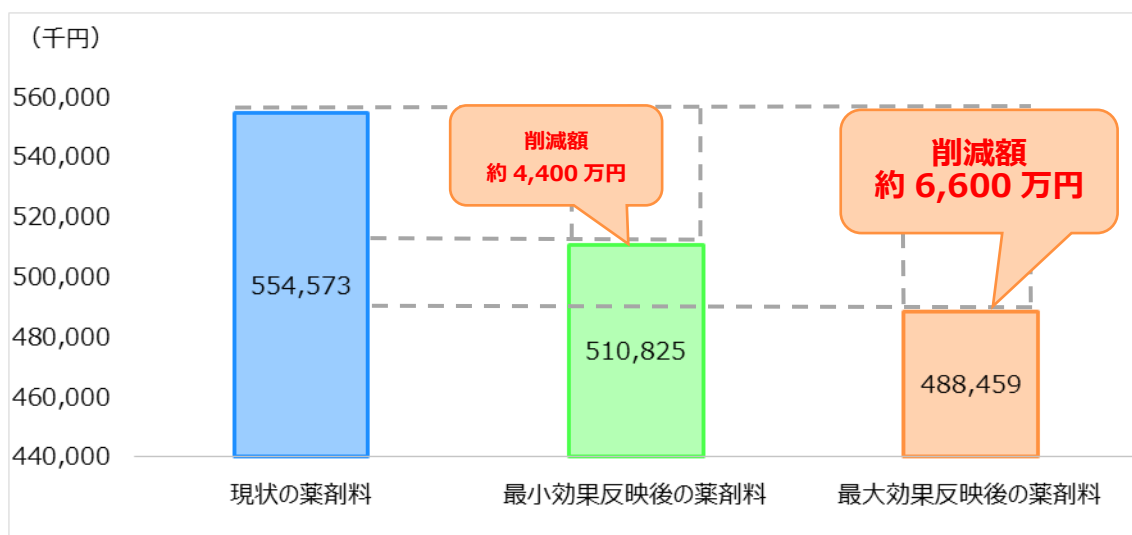 （千円）
560,000
540,000
520,000
500,000
480,000
460,000
440,000
削減額
約 4,400 万円
削減額
約 6,600 万円
554,573
510,825
488,459
現状の薬剤料
最小効果反映後の薬剤料
最大効果反映後の薬剤料